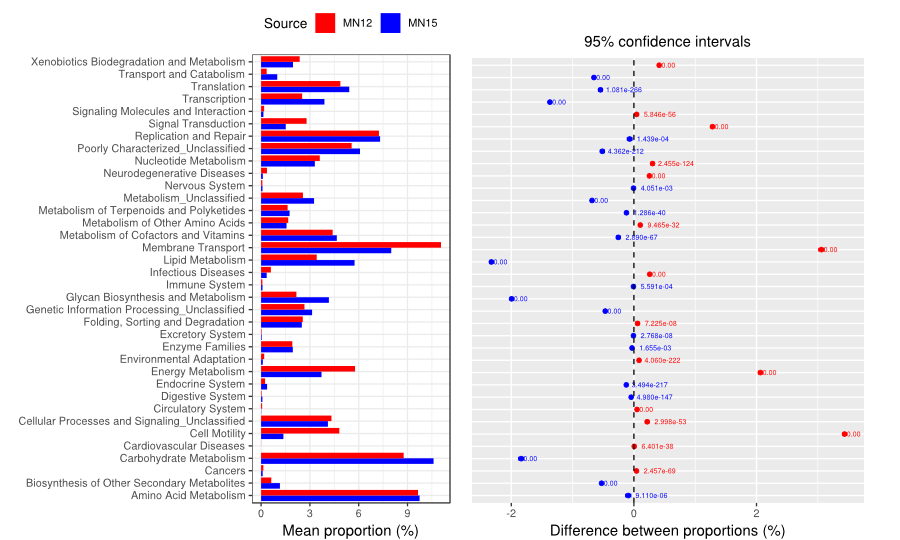 Source MN12 MN15
95% confidence intervals
Xenobiotics Biodegradation and Metabolism 0.00
Transport and Catabolism 0.00
Translation 1.081e-266
Transcription 0.00
Signaling Molecules and Interaction 5.846e-56
Signal Transduction 0.00
Replication and Repair 1.439e-04
Poorly Characterized_Unclassified 4.362e-212
Nucleotide Metabolism 2.455e-124
Neurodegenerative Diseases 0.00
Nervous System 4.051e-03
Metabolism_Unclassified 0.00
Metabolism of Terpenoids and Polyketides 4.286e-40
Metabolism of Other Amino Acids 9.465e-32
Metabolism of Cofactors and Vitamins
Membrane Transport 0.00
Lipid Metabolism 0.00
Infectious Diseases 0.00
Immune System 5.591e-04
Glycan Biosynthesis and Metabolism 0.00
Genetic Information Processing_Unclassified 0.00
Folding, Sorting and Degradation 7.225e-08
Excretory System 2.768e-08
Enzyme Families 1.655e-03
Environmental Adaptation 4.060e-222
Energy Metabolism 0.00
Endocrine System 3.494e-217
Digestive System 4.980e-147
Circulatory System 0.00
Cellular Processes and Signaling_Unclassified 2.998e-53
Cell Motility 0.00
Cardiovascular Diseases 6.401e-38
Carbohydrate Metabolism 0.00
Cancers 2.457e-69
Biosynthesis of Other Secondary Metabolites 0.00
Amino Acid Metabolism 9.110e-06
0 3 6 9 -2 0 2
Mean proportion (%) Difference between proportions (%)